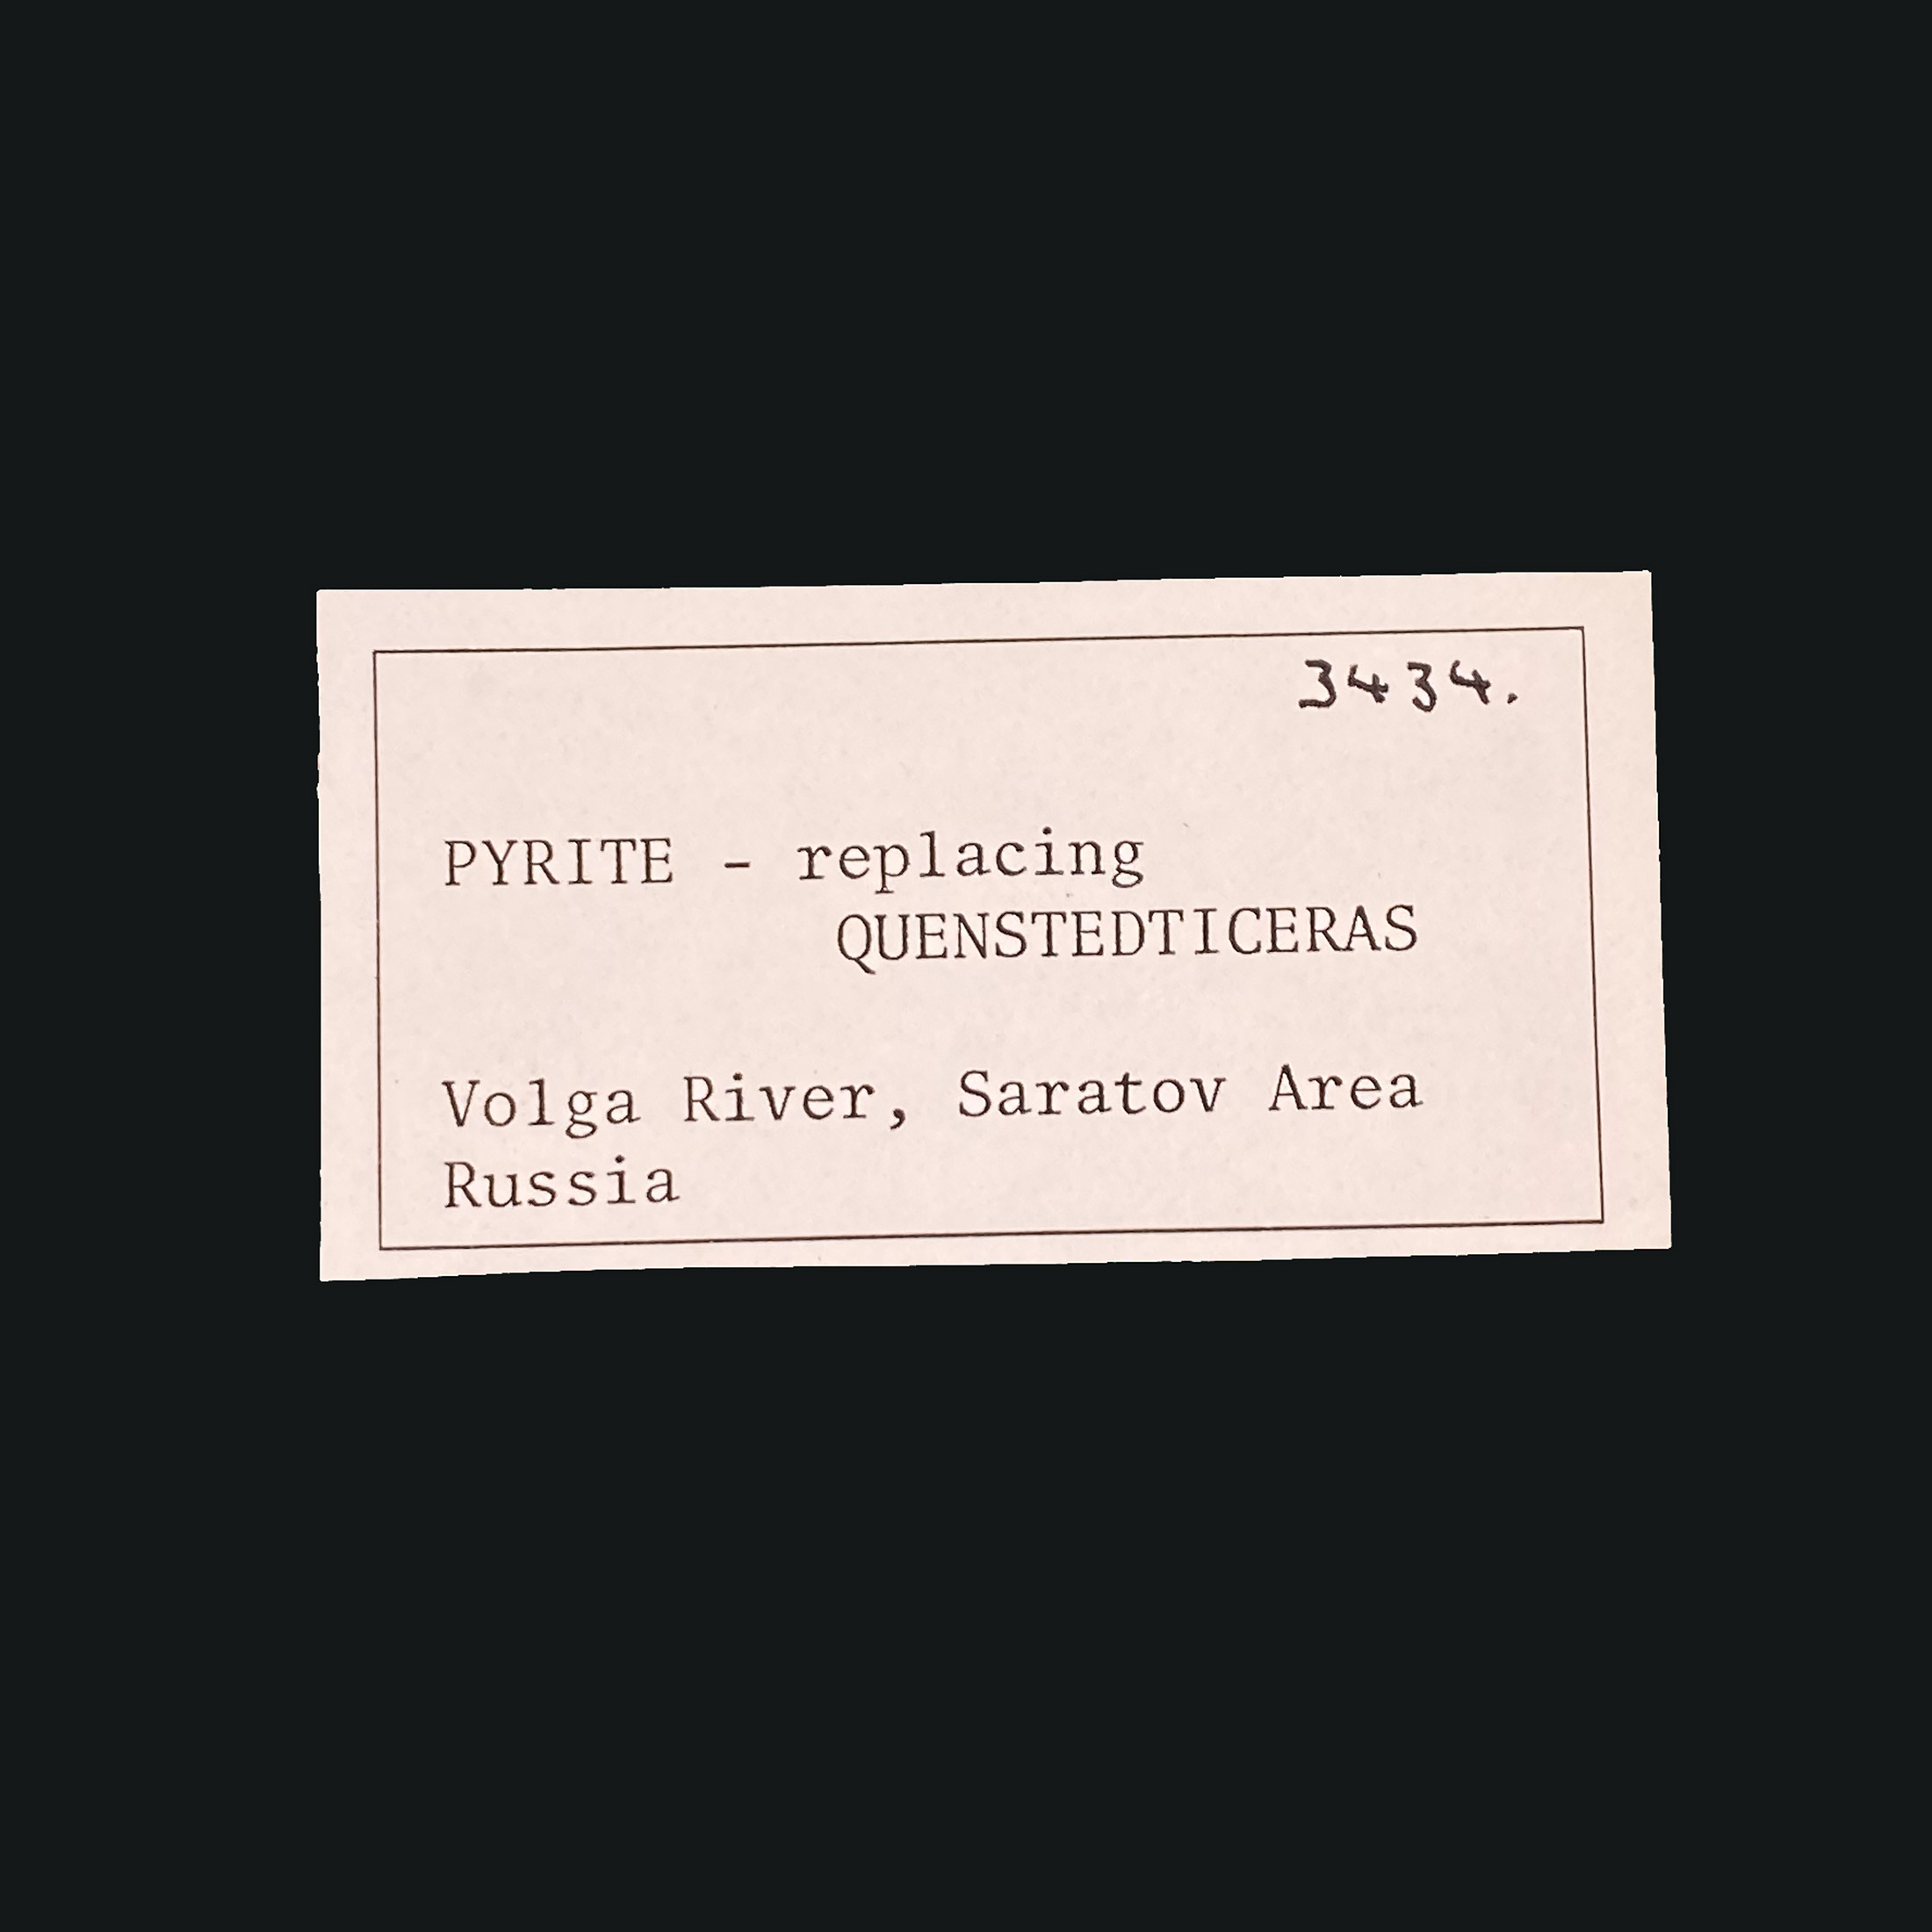 3434.
PYRITE - replacing
QUENSTEDTICERAS
Volga River, Saratov Area
Russia